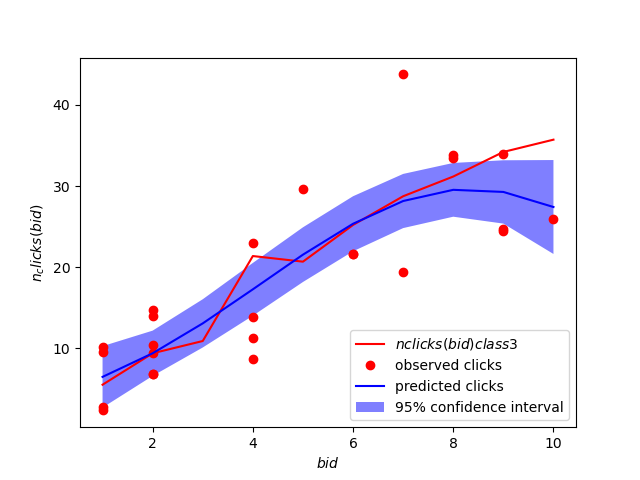 40
30
20
10
n_clicks(bid)
nclicks(bid)class3
observed clicks
predicted clicks
95% confidence interval
2
4
6
8
10
bid